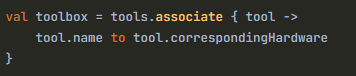 val toolbox = tools.associate { tool ->
    tool.name to tool.correspondingHardware
}